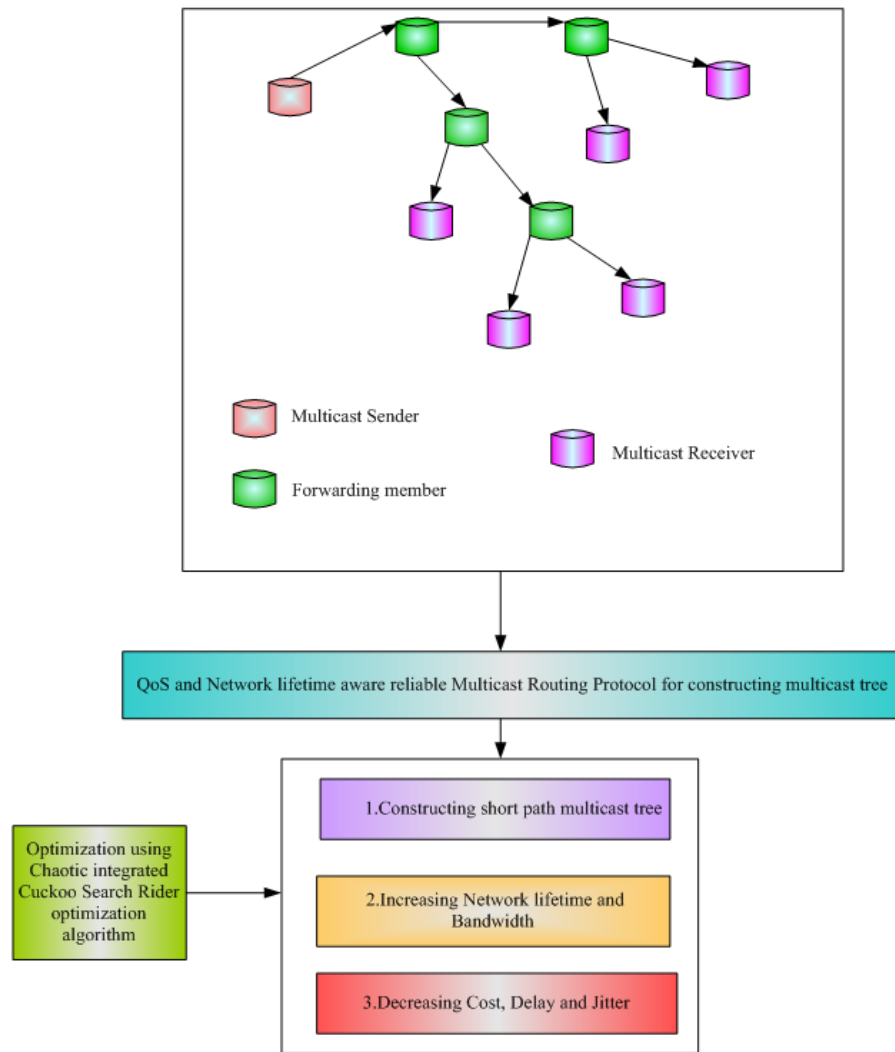 Multicast Sender
Multicast Receiver
Forwarding member
QoS and Network lifetime aware reliable Multicast Routing Protocol for constructing multicast tree
1.Constructing short path multicast tree
Optimization using
Chaotic integrated
Cuckoo Search Rider
optimization
algorithm
2.Increasing Network lifetime and
Bandwidth
3.Decreasing Cost, Delay and Jitter